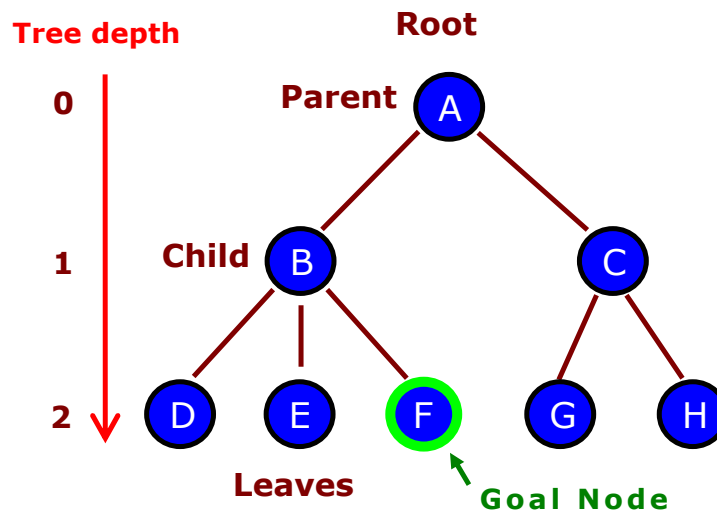 Root
Tree depth
0
Parent
A
1
Child
B
C
2
D
E
F
G
H
Leaves
Goal Node